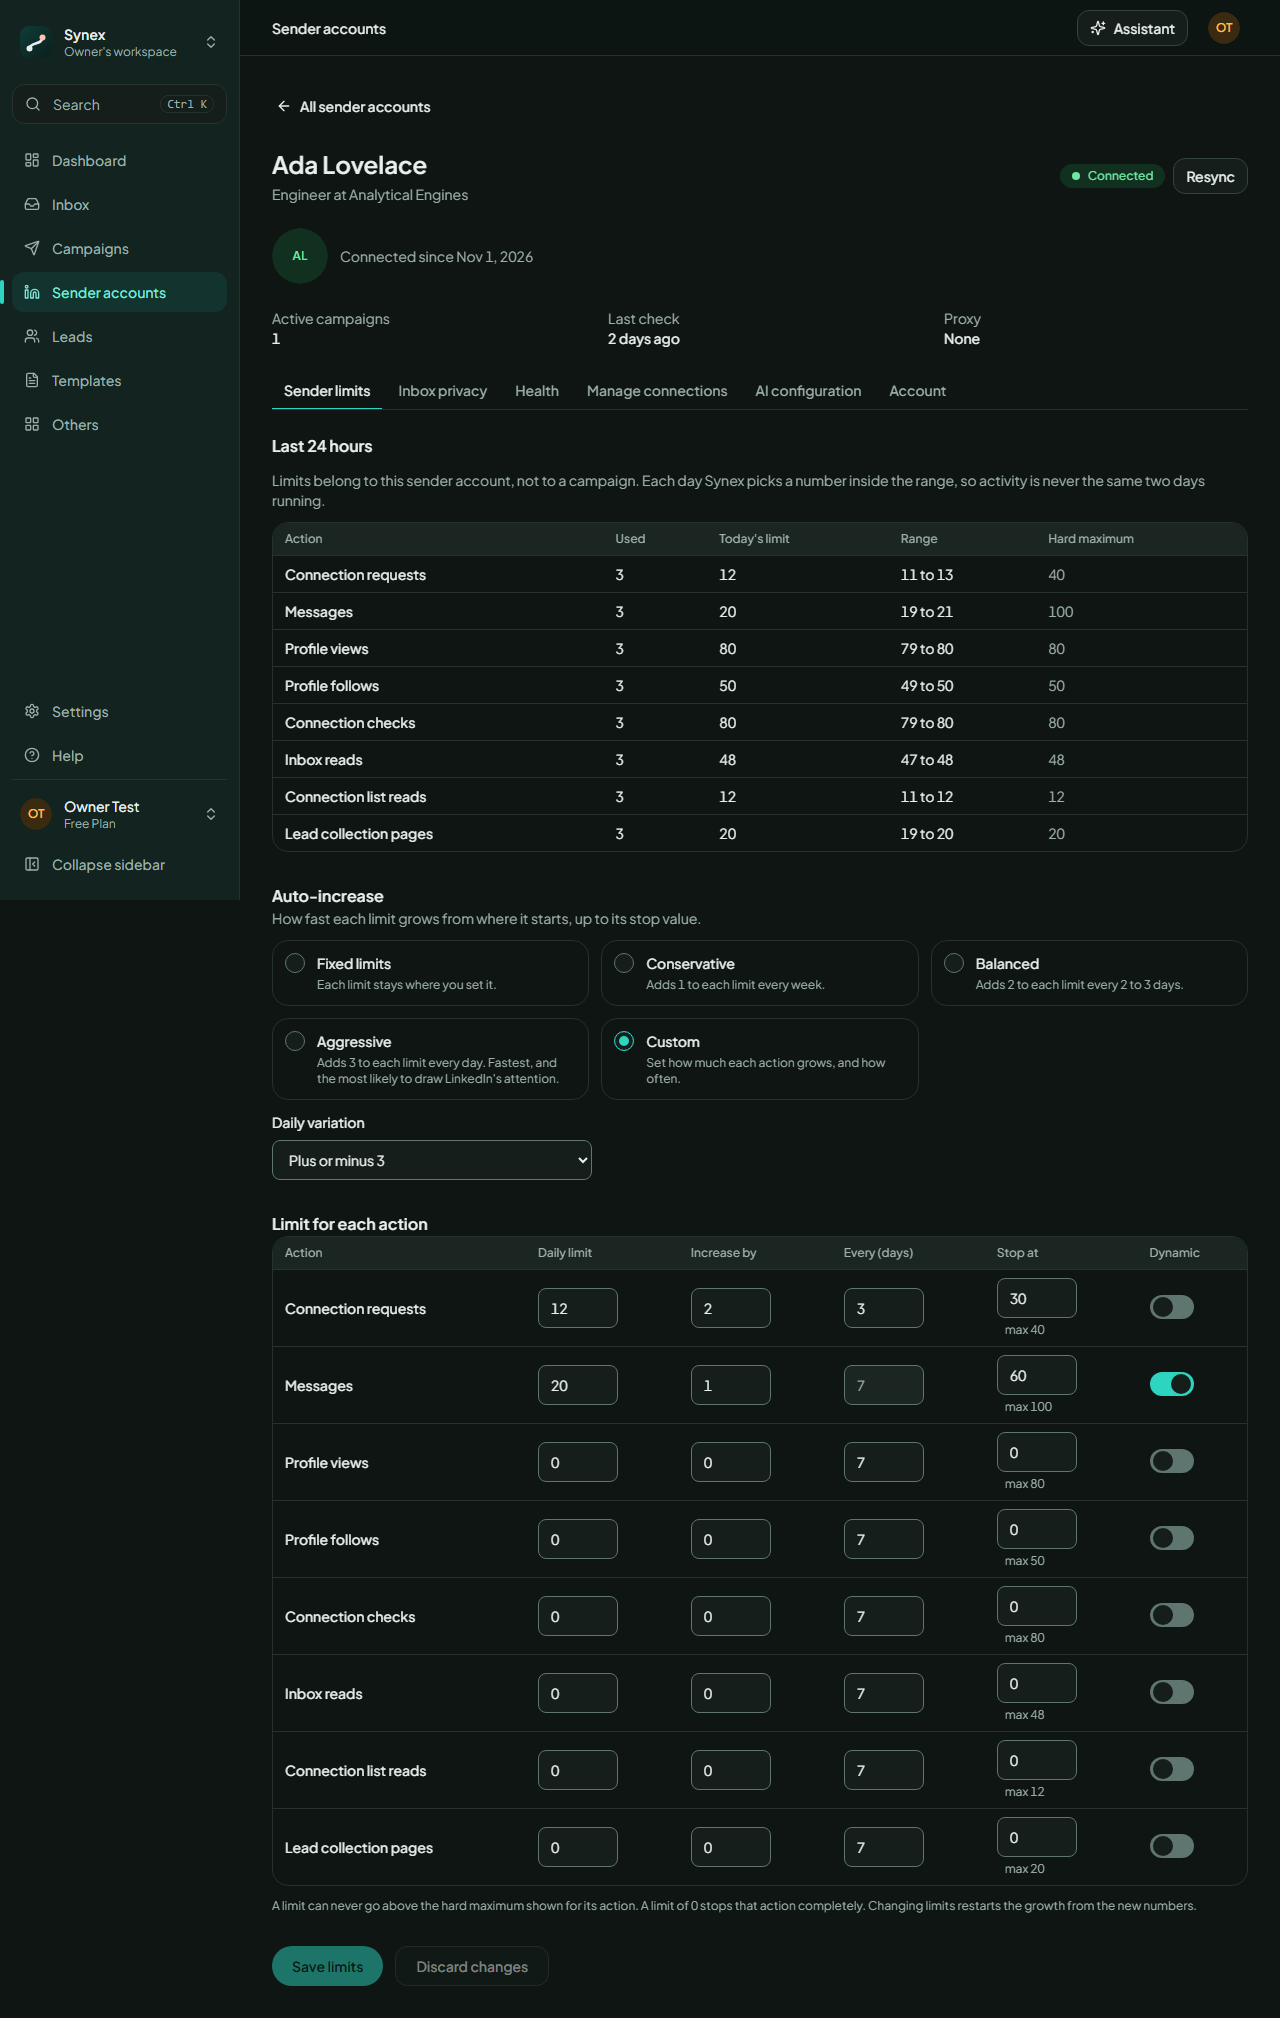 Synex
Owner's workspace
Search
Ctrl K
Dashboard
Inbox
Campaigns
Sender accounts
Leads
Templates
Others
Settings
Help
OT
Owner Test
Free Plan
Collapse sidebar
Sender accounts
Assistant
OT
All sender accounts
Ada Lovelace
Engineer at Analytical Engines
Connected
Resync
AL
Connected since Nov 1, 2026
Active campaigns
1
Last check
2 days ago
Proxy
None
Sender limits Inbox privacy Health Manage connections AI configuration Account
Last 24 hours
Limits belong to this sender account, not to a campaign. Each day Synex picks a number inside the range, so activity is never the same two days
running.
Action Used Today's limit Range Hard maximum
Connection requests 3 12 11 to 13 40
Messages 3 20 19 to 21 100
Profile views 3 80 79 to 80 80
Profile follows 3 50 49 to 50 50
Connection checks 3 80 79 to 80 80
Inbox reads 3 48 47 to 48 48
Connection list reads 3 12 11 to 12 12
Lead collection pages 3 20 19 to 20 20
Auto-increase
How fast each limit grows from where it starts, up to its stop value.
Fixed limits
Each limit stays where you set it.
Conservative
Adds 1 to each limit every week.
Balanced
Adds 2 to each limit every 2 to 3 days.
Aggressive
Adds 3 to each limit every day. Fastest, and
the most likely to draw LinkedIn's attention.
Custom
Set how much each action grows, and how
often.
Daily variation
Plus or minus 3
Limit for each action
Action Daily limit Increase by Every (days) Stop at Dynamic
Connection requests 12 2 3 30
max 40
Messages 20 1 7 60
max 100
Profile views 0 0 7 0
max 80
Profile follows 0 0 7 0
max 50
Connection checks 0 0 7 0
max 80
Inbox reads 0 0 7 0
max 48
Connection list reads 0 0 7 0
max 12
Lead collection pages 0 0 7 0
max 20
A limit can never go above the hard maximum shown for its action. A limit of 0 stops that action completely. Changing limits restarts the growth from the new numbers.
Save limits
Discard changes